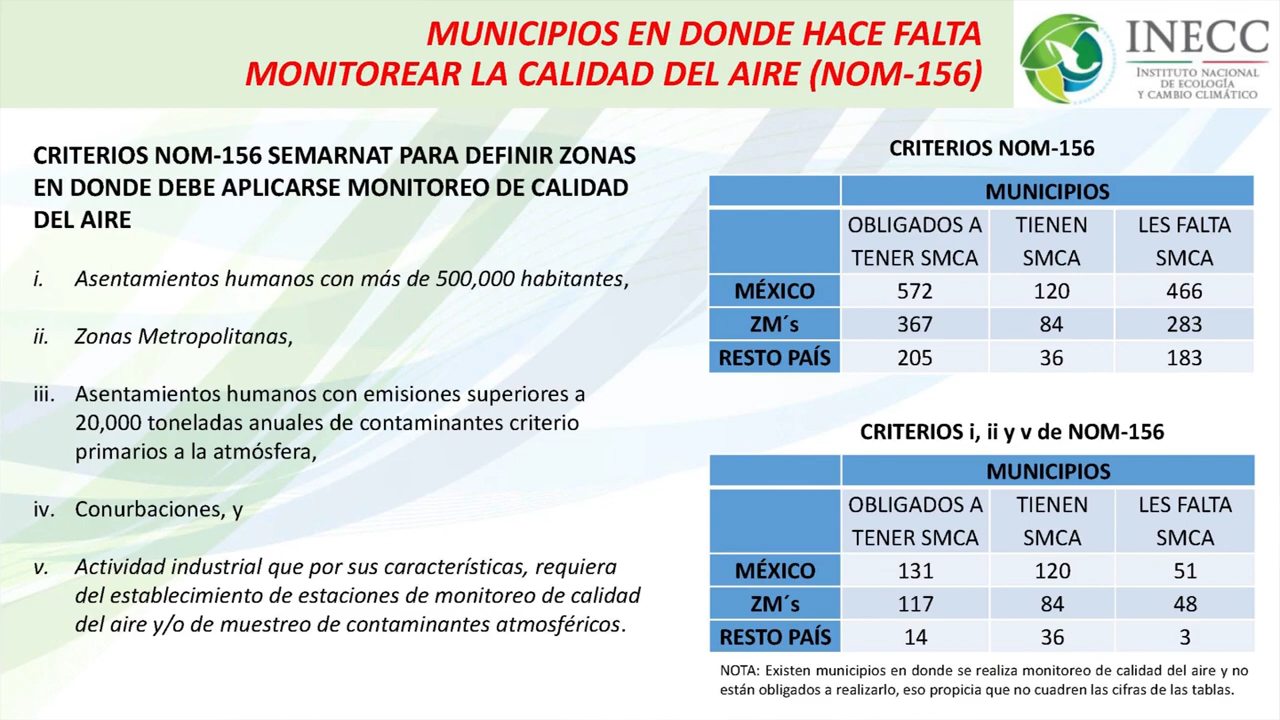 MUNICIPIOS EN DONDE HACE FALTA
MONITOREAR LA CALIDAD DEL AIRE (NOM-156)
INECC
INSTITUTO NACIONAL
DE ECOLOGÍA
Y CAMBIO CLIMÁTICO
CRITERIOS NOM-156 SEMARNAT PARA DEFINIR ZONAS
EN DONDE DEBE APLICARSE MONITOREO DE CALIDAD
DEL AIRE
i. Asentamientos humanos con más de 500,000 habitantes,
ii. Zonas Metropolitanas,
iii. Asentamientos humanos con emisiones superiores a
20,000 toneladas anuales de contaminantes criterio
primarios a la atmósfera,
iv. Conurbaciones, y
v. Actividad industrial que por sus características, requiera
del establecimiento de estaciones de monitoreo de calidad
del aire y/o de muestreo de contaminantes atmosféricos.
CRITERIOS NOM-156
MUNICIPIOS
OBLIGADOS A TIENEN LES FALTA
TENER SMCA SMCA SMCA
MÉXICO 572 120 466
ZM´s 367 84 283
RESTO PAÍS 205 36 183
CRITERIOS i, ii y v de NOM-156
MUNICIPIOS
OBLIGADOS A TIENEN LES FALTA
TENER SMCA SMCA SMCA
MÉXICO 131 120 51
ZM´s 117 84 48
RESTO PAÍS 14 36 3
NOTA: Existen municipios en donde se realiza monitoreo de calidad del aire y no
están obligados a realizarlo, eso propicia que no cuadren las cifras de las tablas.